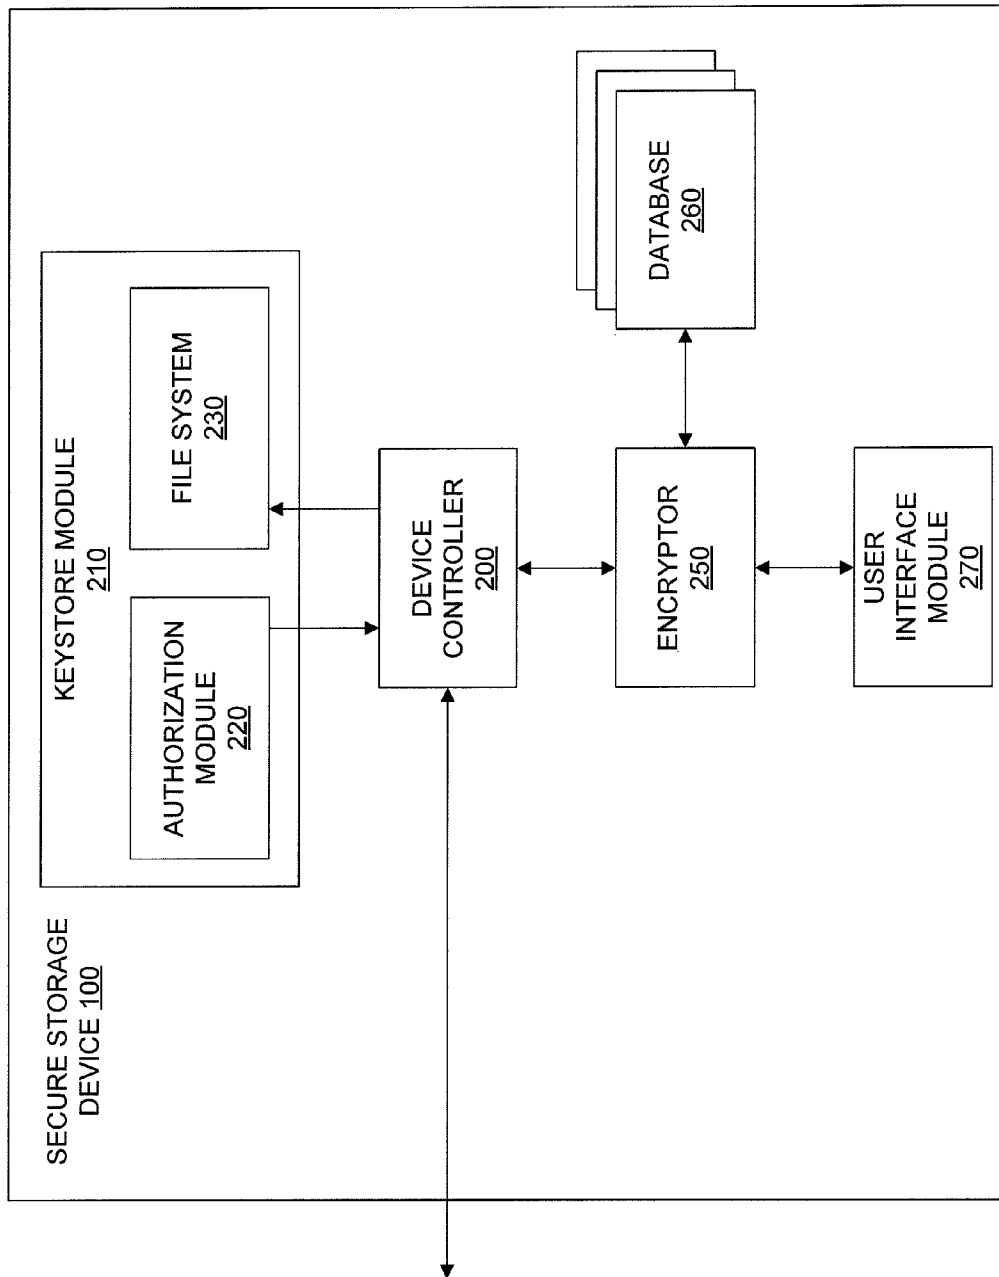 SECURE STORAGE
DEVICE 100
KEYSTORE MODULE
210
AUTHORIZATION
MODULE
220
FILE SYSTEM
230
DEVICE
CONTROLLER
200
ENCRYPTOR
250
DATABASE
260
USER
INTERFACE
MODULE
270